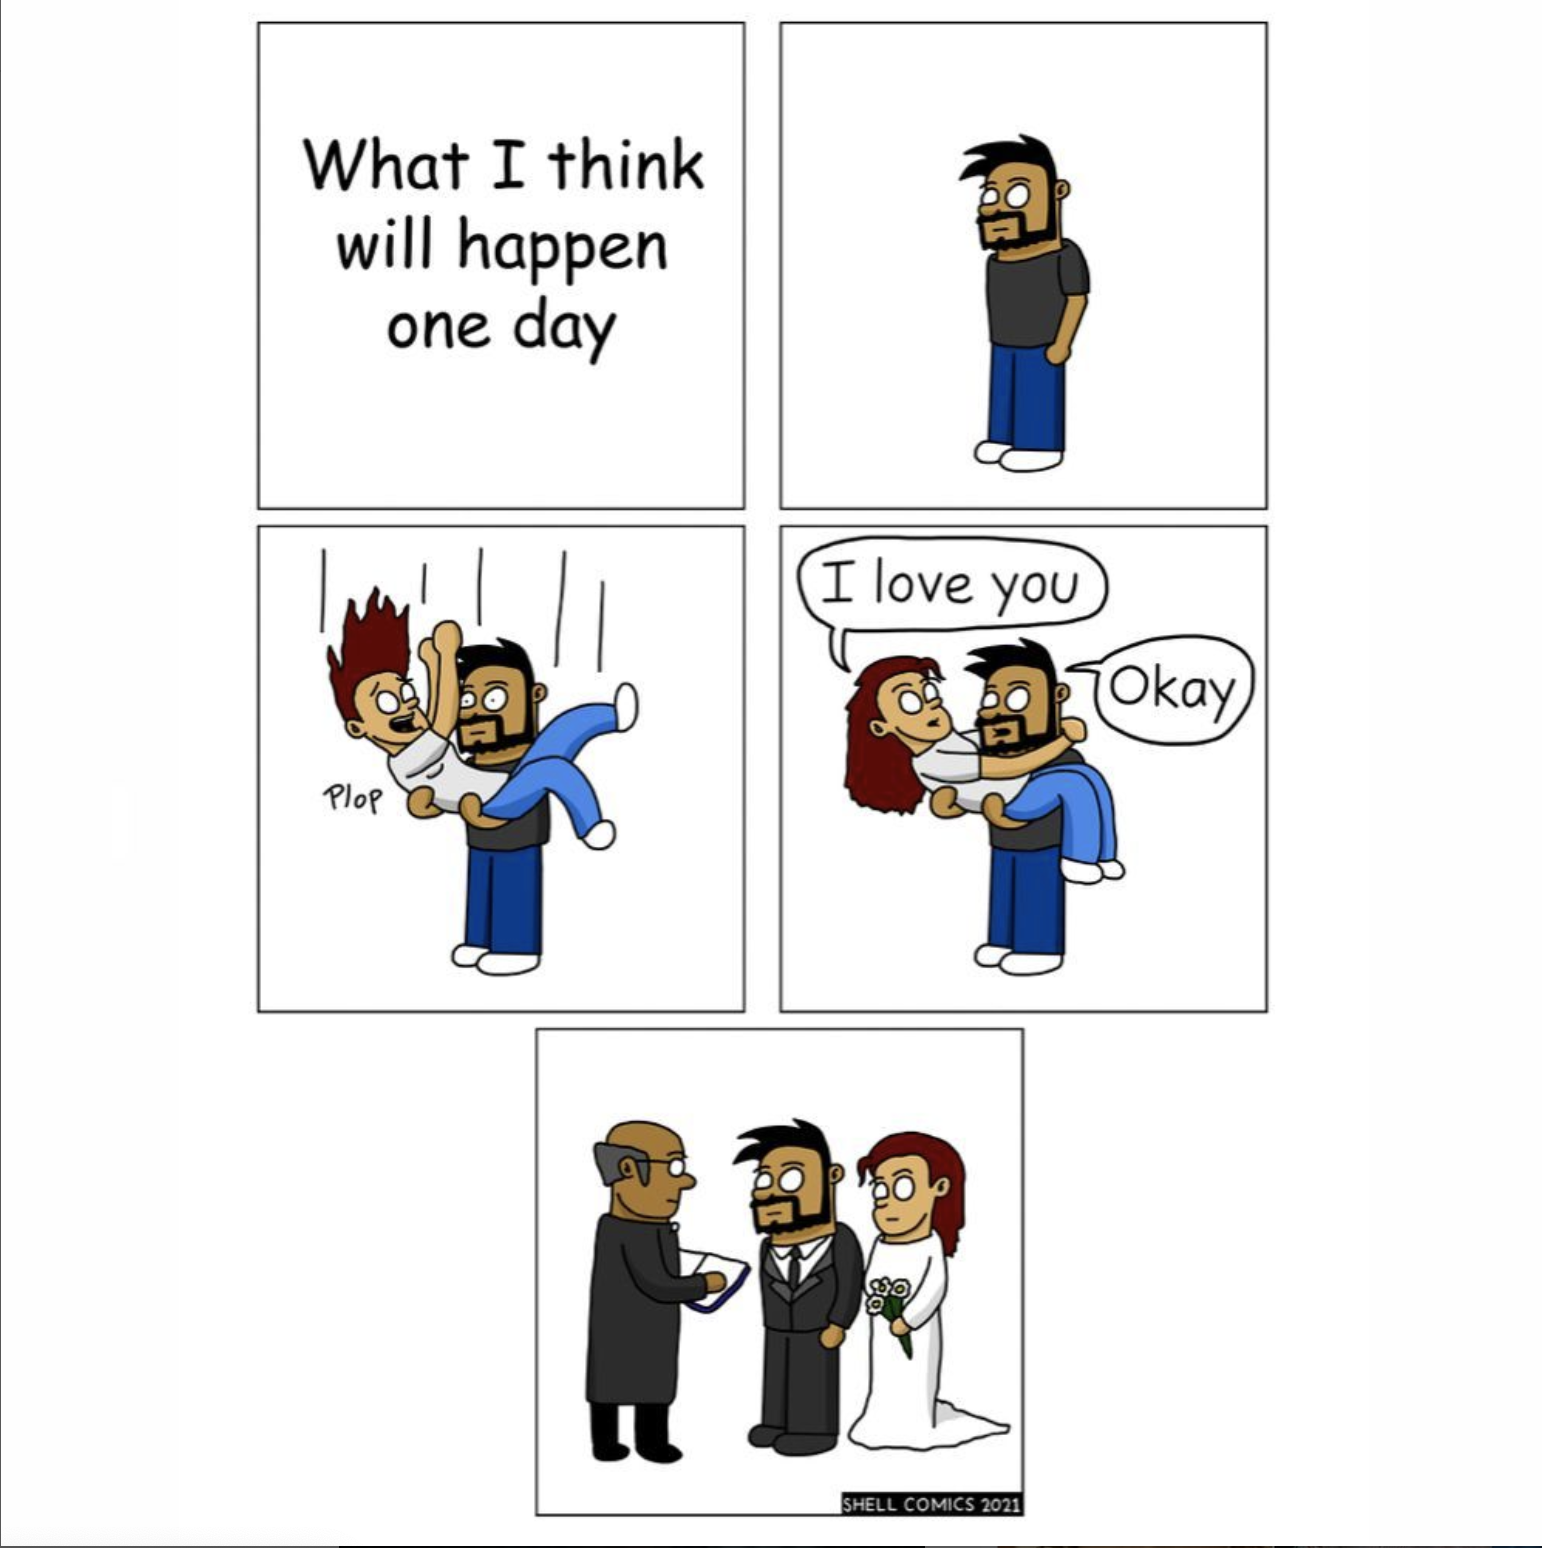 What I think
will happen
one day
Plop
I love you
Okay
SHELL COMICS 2021